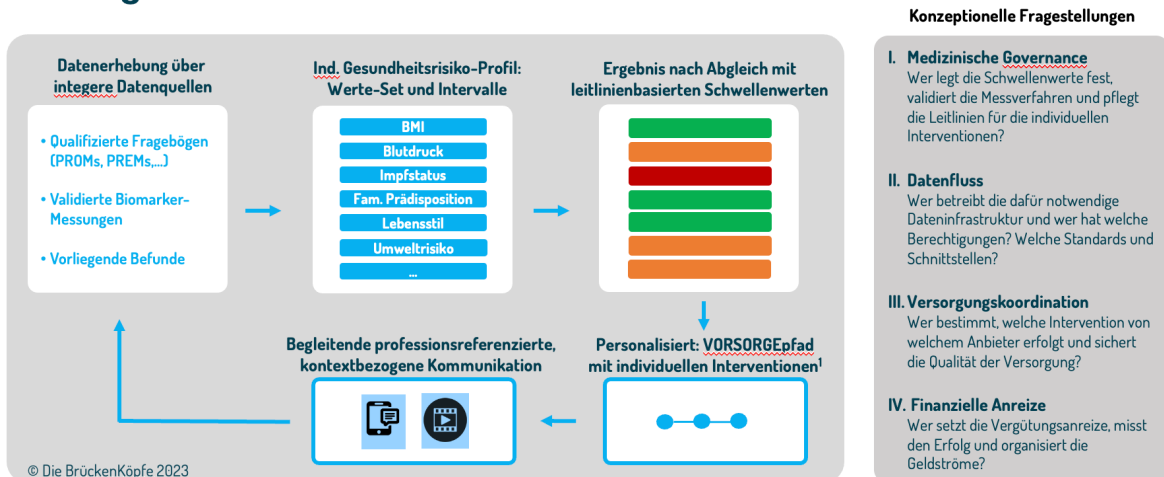 Konzeptionelle Fragestellungen
Datenerhebung über
integere Datenquellen
• Qualifizierte Fragebögen
(PROMs, PREMs,...)
• Validierte Biomarker-
Messungen
• Vorliegende Befunde
Ind. Gesundheitsrisiko-Profil:
Werte-Set und Intervalle
BMI
Blutdruck
Impfstatus
Fam. Prädisposition
Lebensstil
Umweltrisiko
...
Ergebnis nach Abgleich mit
leitlinienbasierten Schwellenwerten
Personalisiert: VORSORGEpfad
mit individuellen Interventionen¹
Begleitende professionsreferenzierte,
kontextbezogene Kommunikation
© Die BrückenKöpfe 2023
I. Medizinische Governance
Wer legt die Schwellenwerte fest,
validiert die Messverfahren und pflegt
die Leitlinien für die individuellen
Interventionen?
II. Datenfluss
Wer betreibt die dafür notwendige
Dateninfrastruktur und wer hat welche
Berechtigungen? Welche Standards und
Schnittstellen?
III. Versorgungskoordination
Wer bestimmt, welche Intervention von
welchem Anbieter erfolgt und sichert
die Qualität der Versorgung?
IV. Finanzielle Anreize
Wer setzt die Vergütungsanreize, misst
den Erfolg und organisiert die
Geldströme?